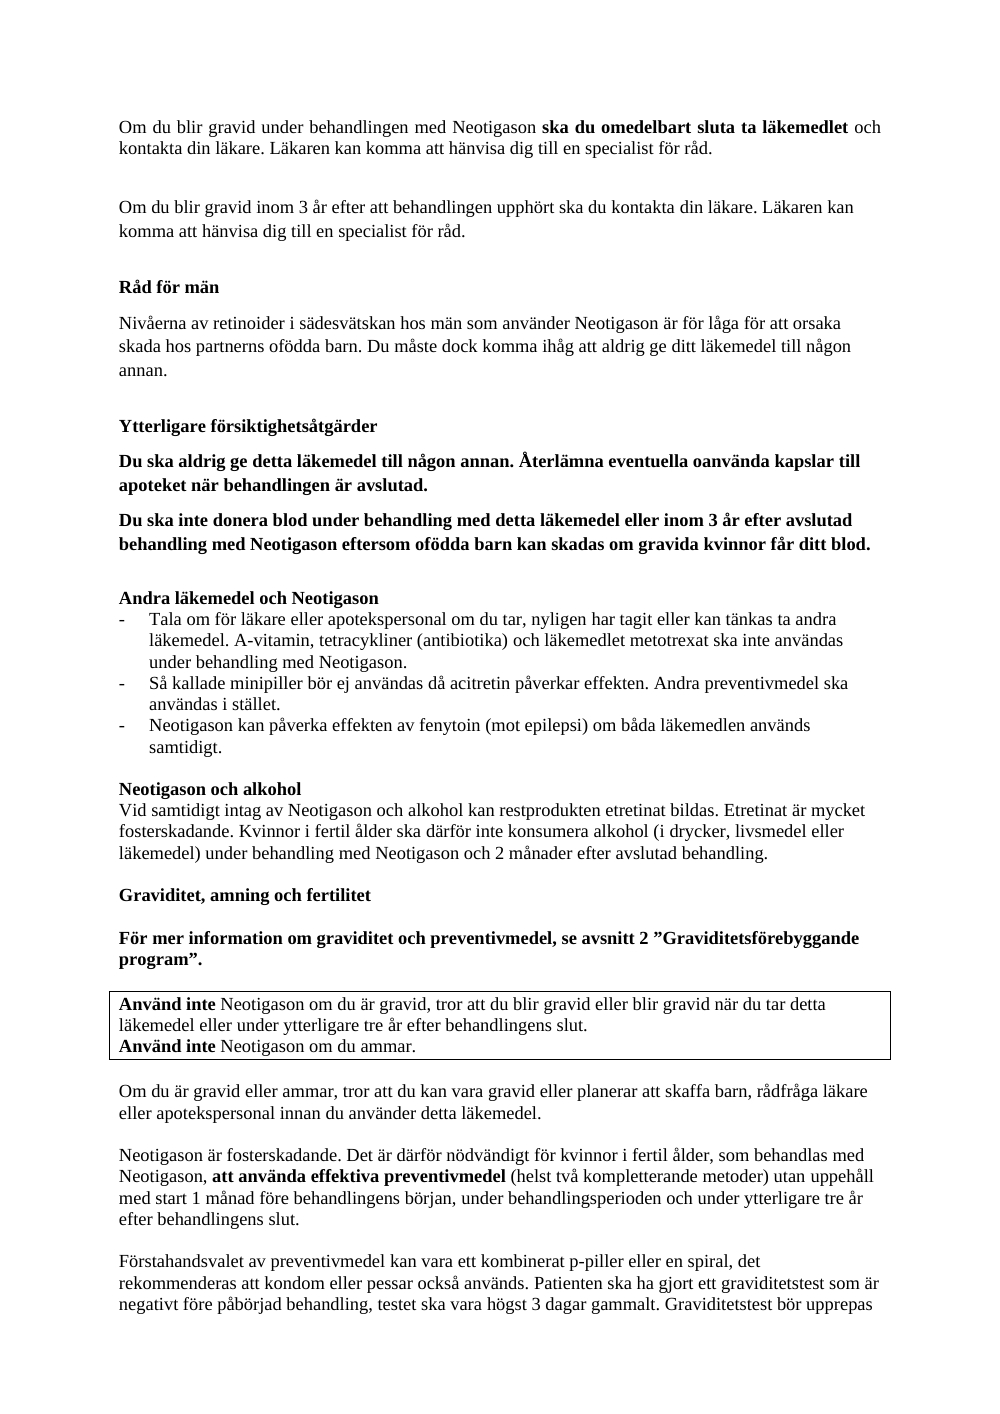 Om du blir gravid under behandlingen med Neotigason ska du omedelbart sluta ta läkemedlet och
kontakta din läkare. Läkaren kan komma att hänvisa dig till en specialist för råd.
Om du blir gravid inom 3 år efter att behandlingen upphört ska du kontakta din läkare. Läkaren kan
komma att hänvisa dig till en specialist för råd.
Råd för män
Nivåerna av retinoider i sädesvätskan hos män som använder Neotigason är för låga för att orsaka
skada hos partnerns ofödda barn. Du måste dock komma ihåg att aldrig ge ditt läkemedel till någon
annan.
Ytterligare försiktighetsåtgärder
Du ska aldrig ge detta läkemedel till någon annan. Återlämna eventuella oanvända kapslar till
apoteket när behandlingen är avslutad.
Du ska inte donera blod under behandling med detta läkemedel eller inom 3 år efter avslutad
behandling med Neotigason eftersom ofödda barn kan skadas om gravida kvinnor får ditt blod.
Andra läkemedel och Neotigason
- Tala om för läkare eller apotekspersonal om du tar, nyligen har tagit eller kan tänkas ta andra
läkemedel. A-vitamin, tetracykliner (antibiotika) och läkemedlet metotrexat ska inte användas
under behandling med Neotigason.
- Så kallade minipiller bör ej användas då acitretin påverkar effekten. Andra preventivmedel ska
användas i stället.
- Neotigason kan påverka effekten av fenytoin (mot epilepsi) om båda läkemedlen används
samtidigt.
Neotigason och alkohol
Vid samtidigt intag av Neotigason och alkohol kan restprodukten etretinat bildas. Etretinat är mycket
fosterskadande. Kvinnor i fertil ålder ska därför inte konsumera alkohol (i drycker, livsmedel eller
läkemedel) under behandling med Neotigason och 2 månader efter avslutad behandling.
Graviditet, amning och fertilitet
För mer information om graviditet och preventivmedel, se avsnitt 2 ”Graviditetsförebyggande
program”.
Använd inte Neotigason om du är gravid, tror att du blir gravid eller blir gravid när du tar detta
läkemedel eller under ytterligare tre år efter behandlingens slut.
Använd inte Neotigason om du ammar.
Om du är gravid eller ammar, tror att du kan vara gravid eller planerar att skaffa barn, rådfråga läkare
eller apotekspersonal innan du använder detta läkemedel.
Neotigason är fosterskadande. Det är därför nödvändigt för kvinnor i fertil ålder, som behandlas med
Neotigason, att använda effektiva preventivmedel (helst två kompletterande metoder) utan uppehåll
med start 1 månad före behandlingens början, under behandlingsperioden och under ytterligare tre år
efter behandlingens slut.
Förstahandsvalet av preventivmedel kan vara ett kombinerat p-piller eller en spiral, det
rekommenderas att kondom eller pessar också används. Patienten ska ha gjort ett graviditetstest som är
negativt före påbörjad behandling, testet ska vara högst 3 dagar gammalt. Graviditetstest bör upprepas